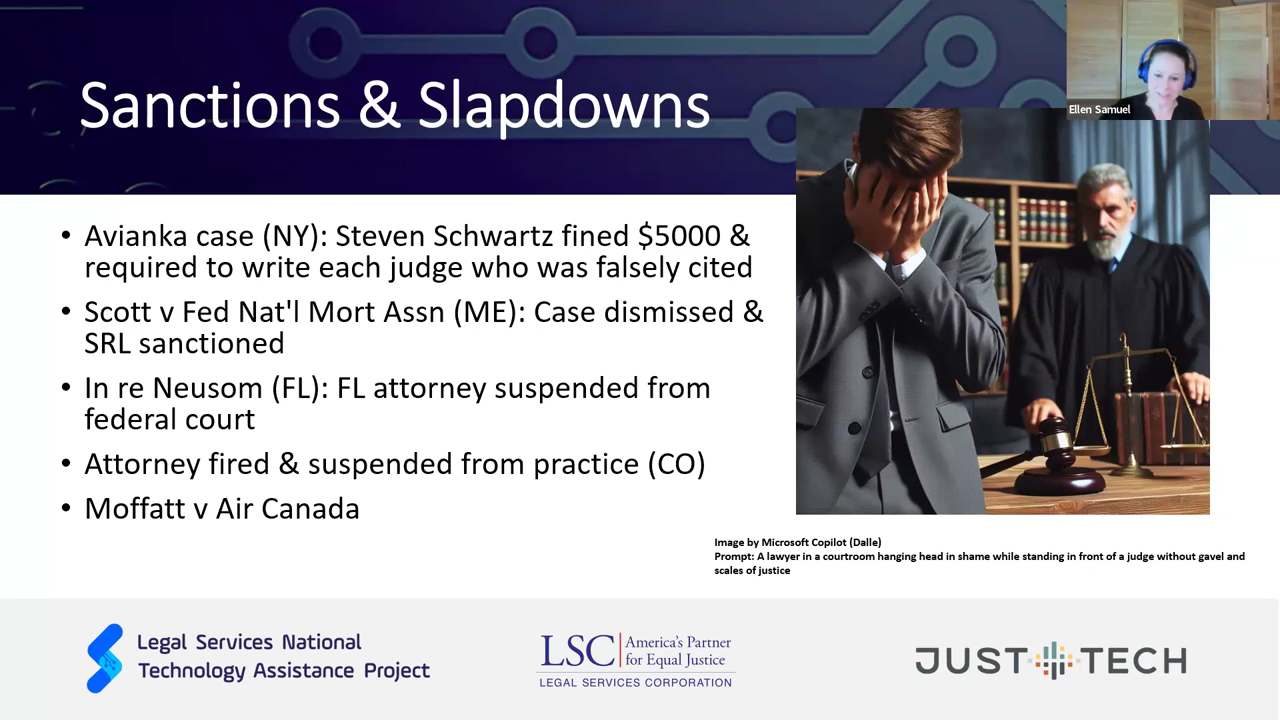 Sanctions & Slapdowns
Ellen Samuel
• Avianka case (NY): Steven Schwartz fined $5000 &
required to write each judge who was falsely cited
• Scott v Fed Nat'l Mort Assn (ME): Case dismissed &
SRL sanctioned
• In re Neusom (FL): FL attorney suspended from
federal court
• Attorney fired & suspended from practice (CO)
• Moffatt v Air Canada
Image by Microsoft Copilot (Dalle)
Prompt: A lawyer in a courtroom hanging head in shame while standing in front of a judge without gavel and
scales of justice
Legal Services National
Technology Assistance Project
LSC America's Partner
for Equal Justice
LEGAL SERVICES CORPORATION
JUST TECH